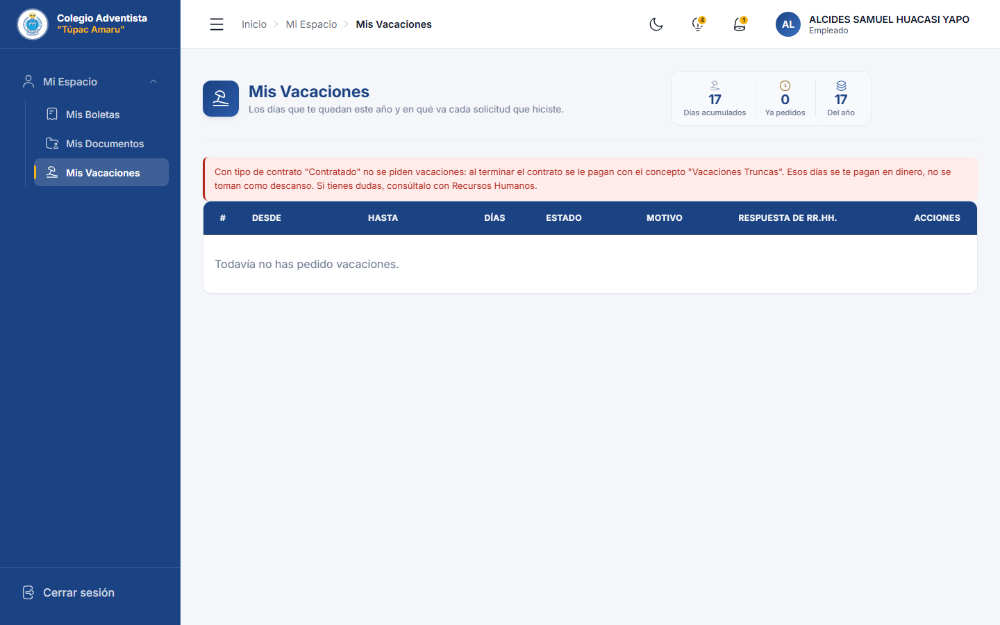 Colegio Adventista
"Túpac Amaru"
Inicio > Mi Espacio > Mis Vacaciones
4
1
AL
ALCIDES SAMUEL HUACASI YAPO
Empleado
Mi Espacio
Mis Boletas
Mis Documentos
Mis Vacaciones
Cerrar sesión
Mis Vacaciones
Los días que te quedan este año y en qué va cada solicitud que hiciste.
17
Días acumulados
0
Ya pedidos
17
Del año
Con tipo de contrato "Contratado" no se piden vacaciones: al terminar el contrato se le pagan con el concepto "Vacaciones Truncas". Esos días se te pagan en dinero, no se
toman como descanso. Si tienes dudas, consúltalo con Recursos Humanos.
# DESDE HASTA DÍAS ESTADO MOTIVO RESPUESTA DE RR.HH. ACCIONES
Todavía no has pedido vacaciones.